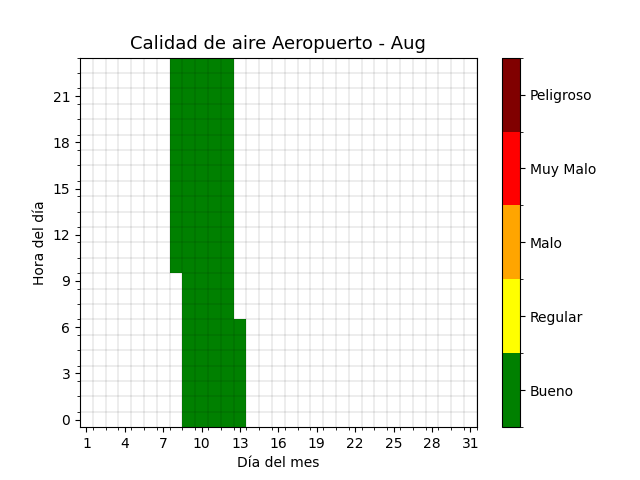 Calidad de aire Aeropuerto - Aug
Hora del día
21
18
15
12
9
6
3
0
1 4 7 10 13 16 19 22 25 28 31
Día del mes
Peligroso
Muy Malo
Malo
Regular
Bueno